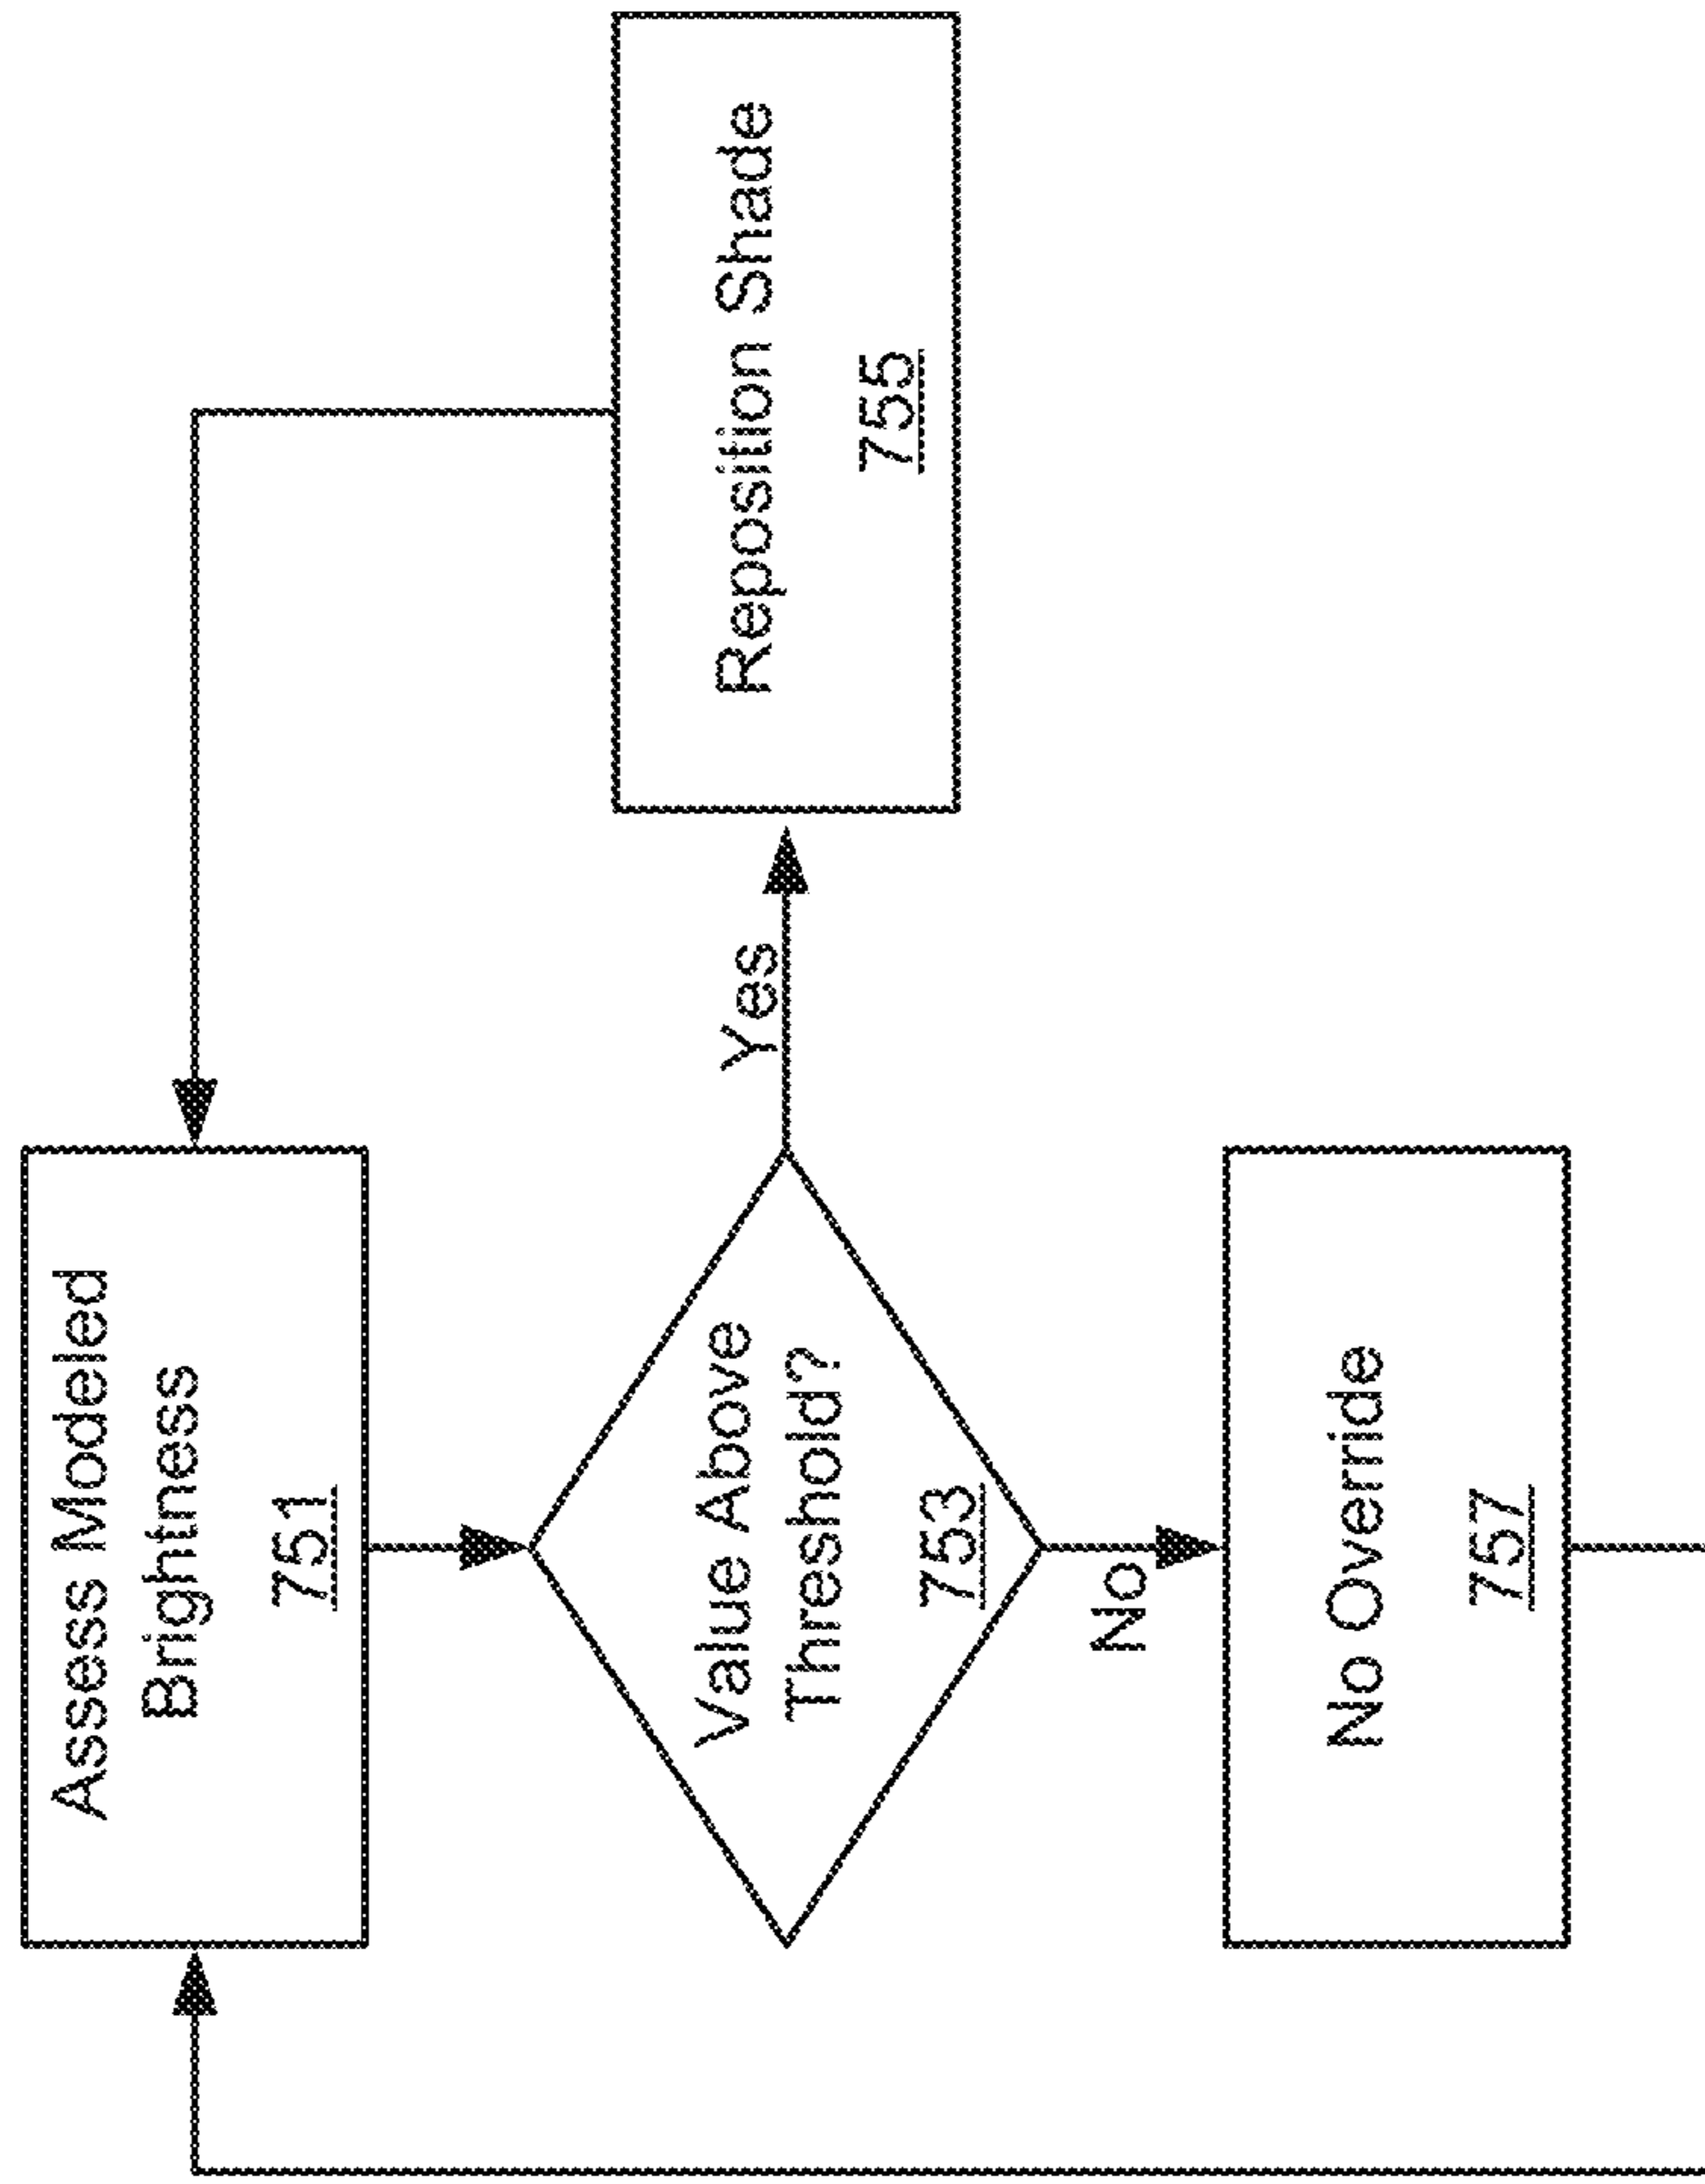 Assess Modeled
Brightness
751
Value Above
Threshold?
753
Yes
Reposition Shade
755
No
No Override
757